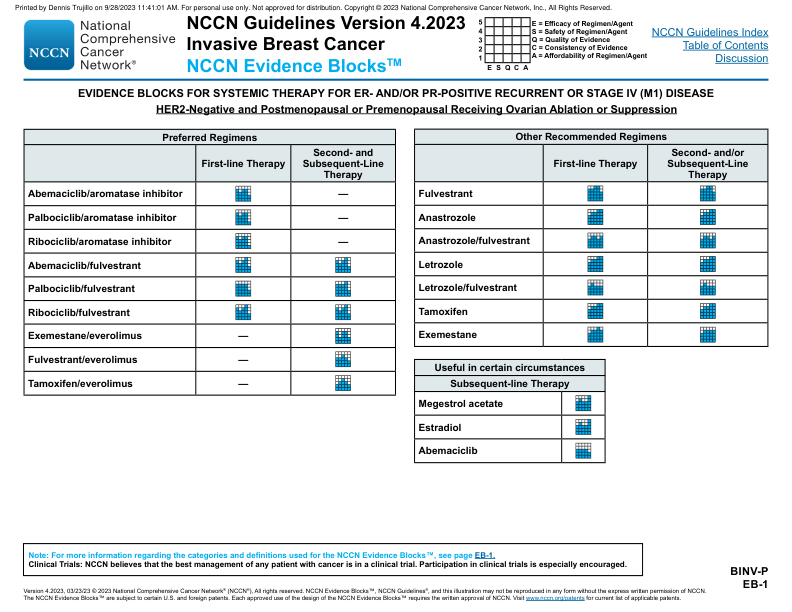 Printed by Dennis Trujillo on 9/28/2023 11:41:01 AM. For personal use only. Not approved for distribution. Copyright © 2023 National Comprehensive Cancer Network, Inc., All Rights Reserved.
NCCN
National
Comprehensive
Cancer
Network®
NCCN Guidelines Version 4.2023
Invasive Breast Cancer
NCCN Evidence Blocks™
5
4
3
2
1
E S Q C A
E = Efficacy of Regimen/Agent
S = Safety of Regimen/Agent
Q = Quality of Evidence
C = Consistency of Evidence
A = Affordability of Regimen/Agent
NCCN Guidelines Index
Table of Contents
Discussion
EVIDENCE BLOCKS FOR SYSTEMIC THERAPY FOR ER- AND/OR PR-POSITIVE RECURRENT OR STAGE IV (M1) DISEASE
HER2-Negative and Postmenopausal or Premenopausal Receiving Ovarian Ablation or Suppression
Preferred Regimens
First-line Therapy
Second- and
Subsequent-Line
Therapy
Abemaciclib/aromatase inhibitor —
Palbociclib/aromatase inhibitor —
Ribociclib/aromatase inhibitor —
Abemaciclib/fulvestrant
Palbociclib/fulvestrant
Ribociclib/fulvestrant
Exemestane/everolimus —
Fulvestrant/everolimus —
Tamoxifen/everolimus —
Other Recommended Regimens
First-line Therapy
Second- and/or
Subsequent-Line
Therapy
Fulvestrant
Anastrozole
Anastrozole/fulvestrant
Letrozole
Letrozole/fulvestrant
Tamoxifen
Exemestane
Useful in certain circumstances
Subsequent-line Therapy
Megestrol acetate
Estradiol
Abemaciclib
Note: For more information regarding the categories and definitions used for the NCCN Evidence Blocks™, see page EB-1.
Clinical Trials: NCCN believes that the best management of any patient with cancer is in a clinical trial. Participation in clinical trials is especially encouraged.
BINV-P
EB-1
Version 4.2023, 03/23/23 © 2023 National Comprehensive Cancer Network® (NCCN®), All rights reserved. NCCN Evidence Blocks™, NCCN Guidelines®, and this illustration may not be reproduced in any form without the express written permission of NCCN.
The NCCN Evidence Blocks™ are subject to certain U.S. and foreign patents. Each approved use of the design of the NCCN Evidence Blocks™ requires the written approval of NCCN. Visit www.nccn.org/patents for current list of applicable patents.